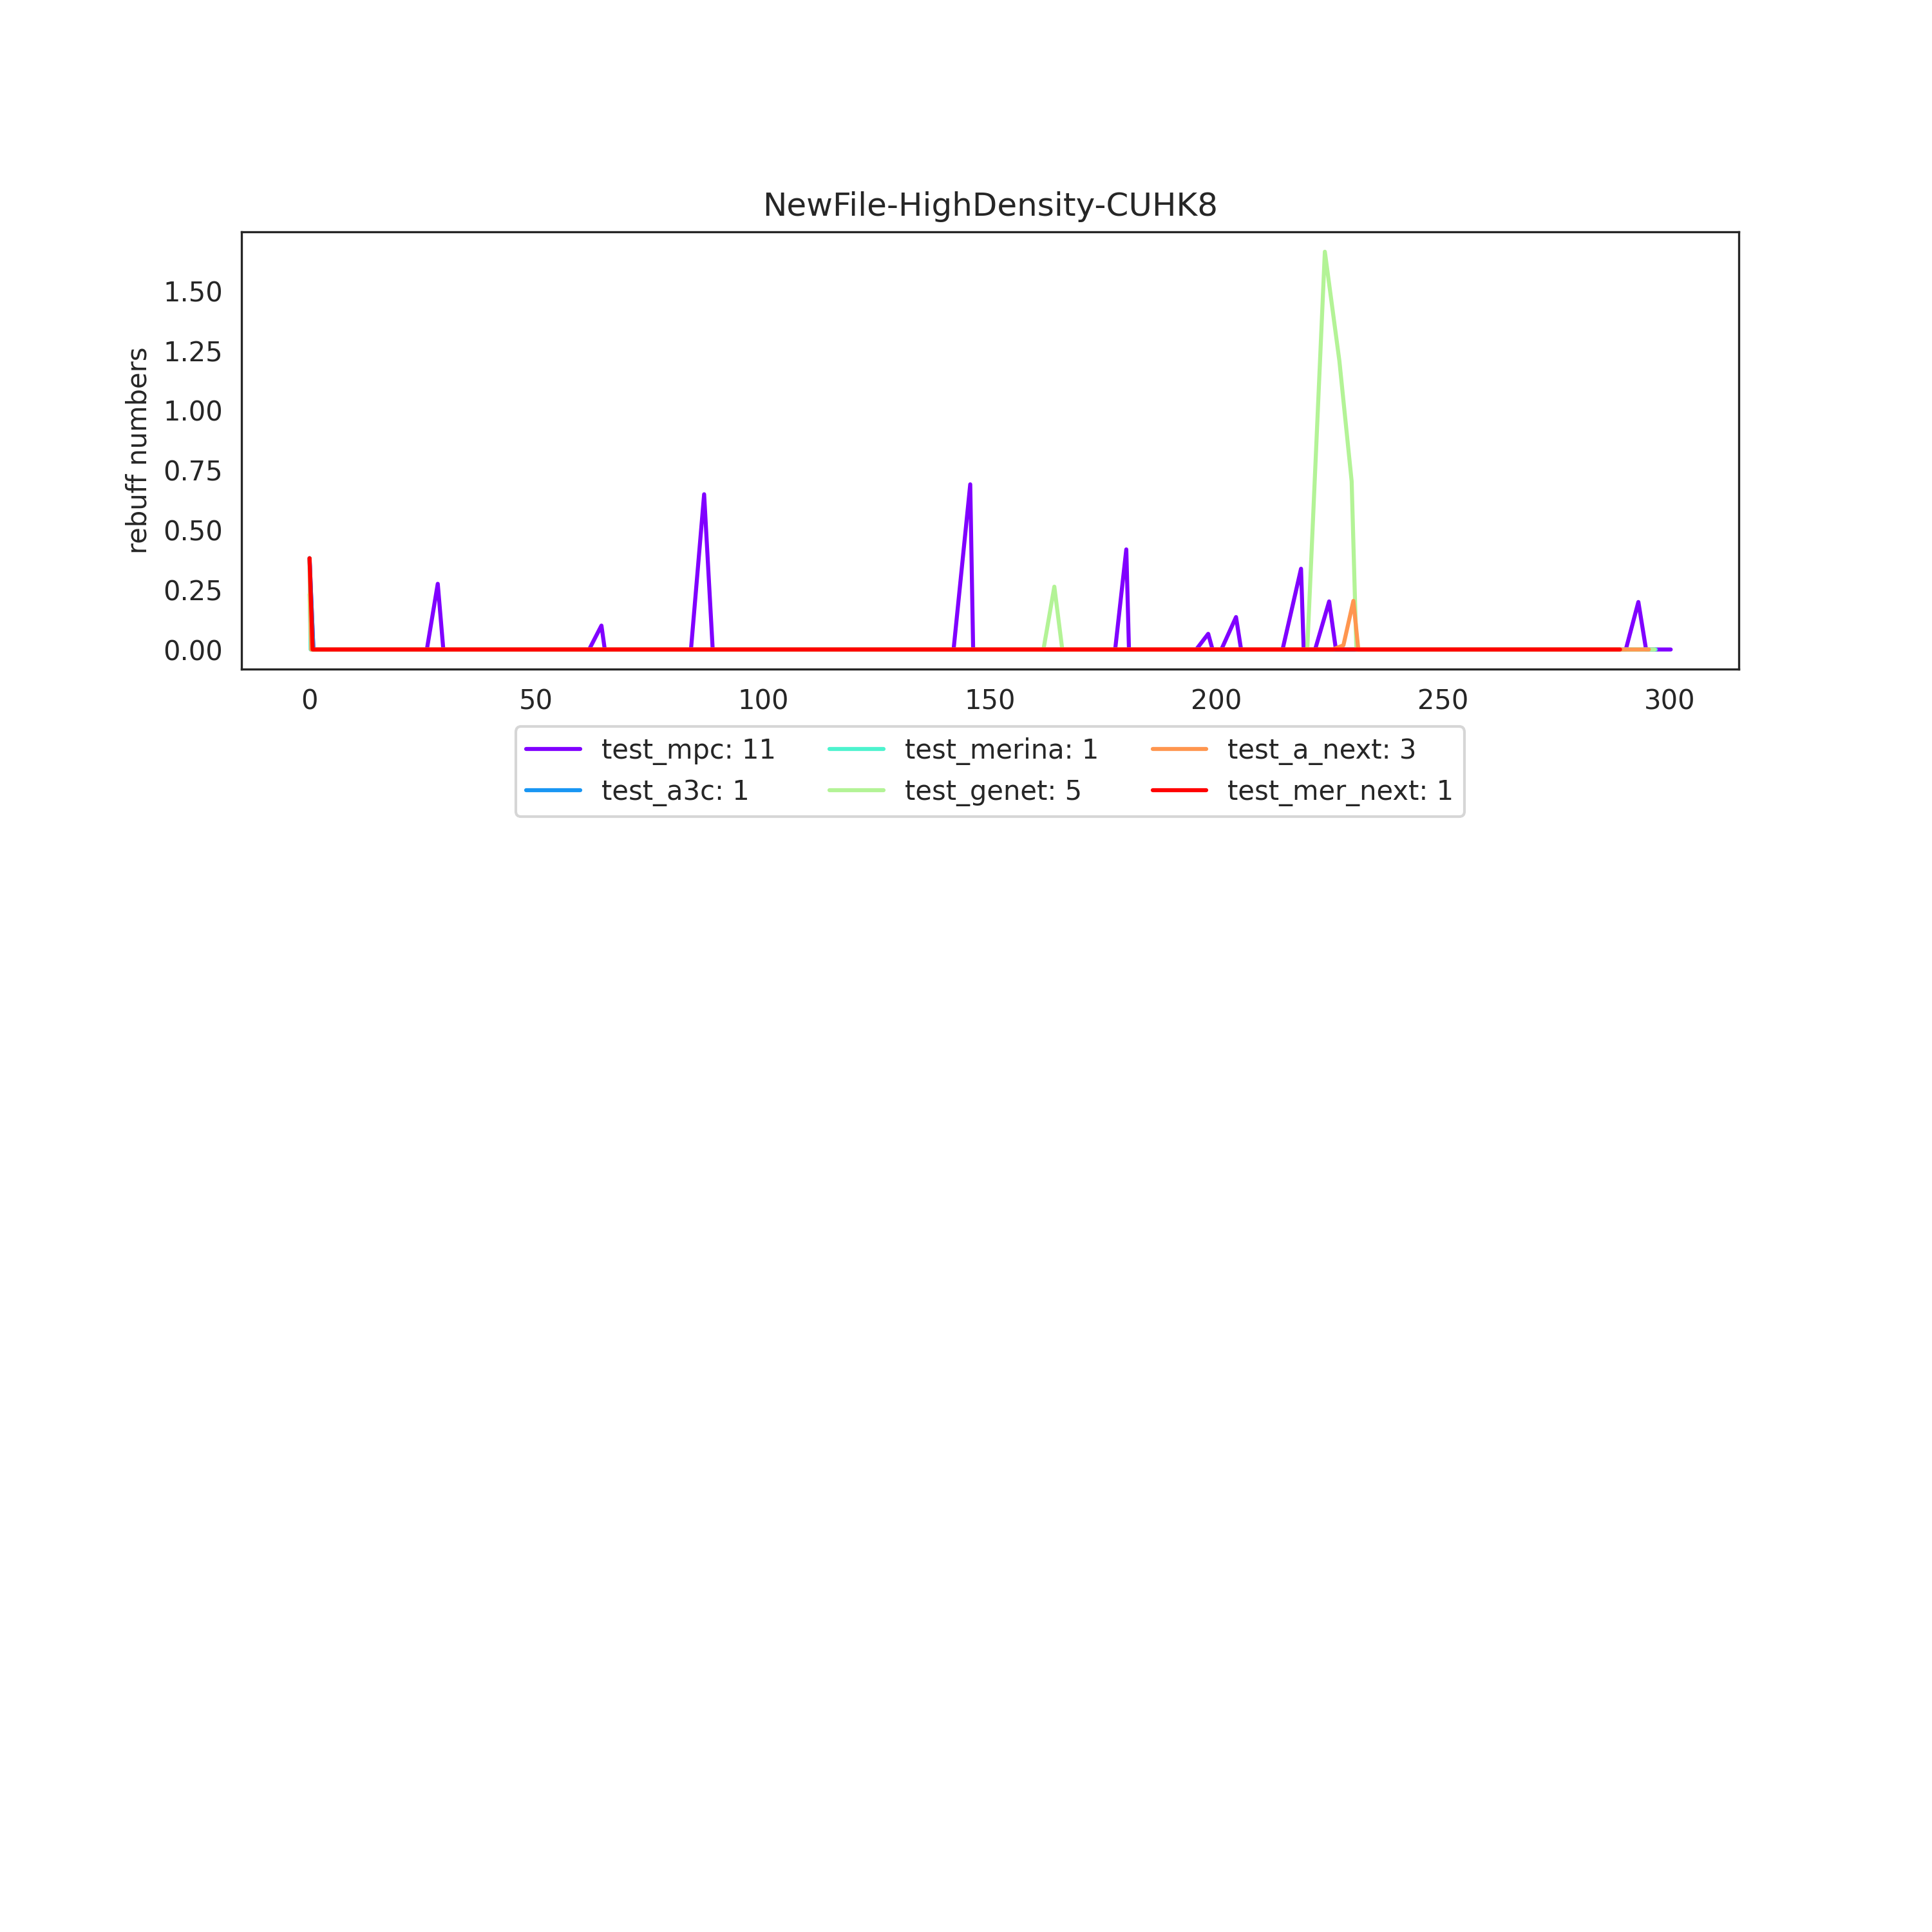 NewFile-HighDensity-CUHK8
1.50
1.25
1.00
0.75
0.50
0.25
0.00
rebuff numbers
0 50 100 150 200 250 300
test_mpc: 11 test_merina: 1 test_a_next: 3
test_a3c: 1 test_genet: 5 test_mer_next: 1